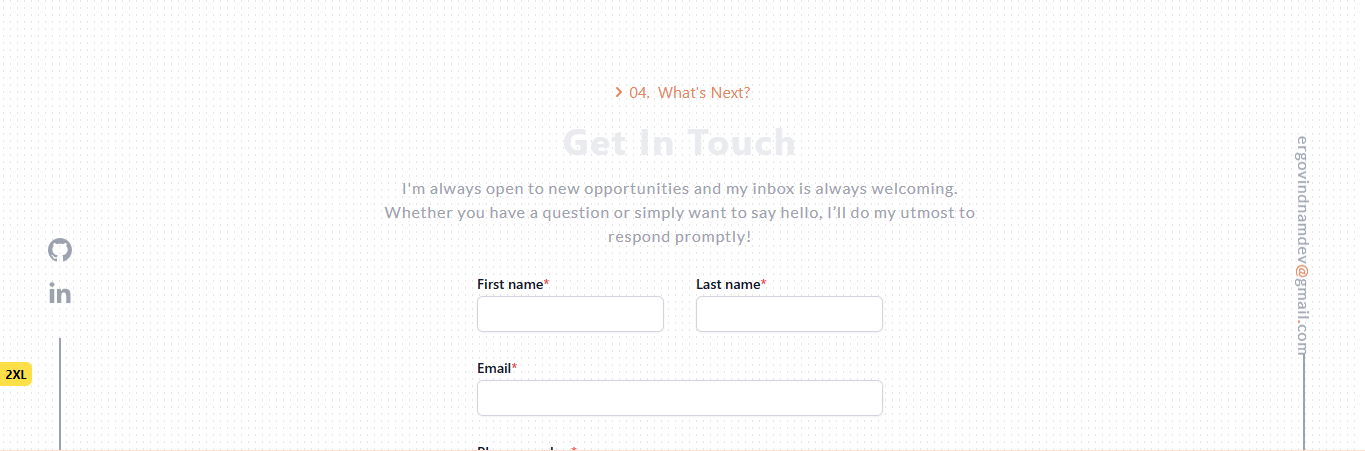 04. What's Next?
Get In Touch
I'm always open to new opportunities and my inbox is always welcoming.
Whether you have a question or simply want to say hello, I’ll do my utmost to
respond promptly!
First name*
Last name*
Email*
2XL
ergovindnamdev@gmail.com